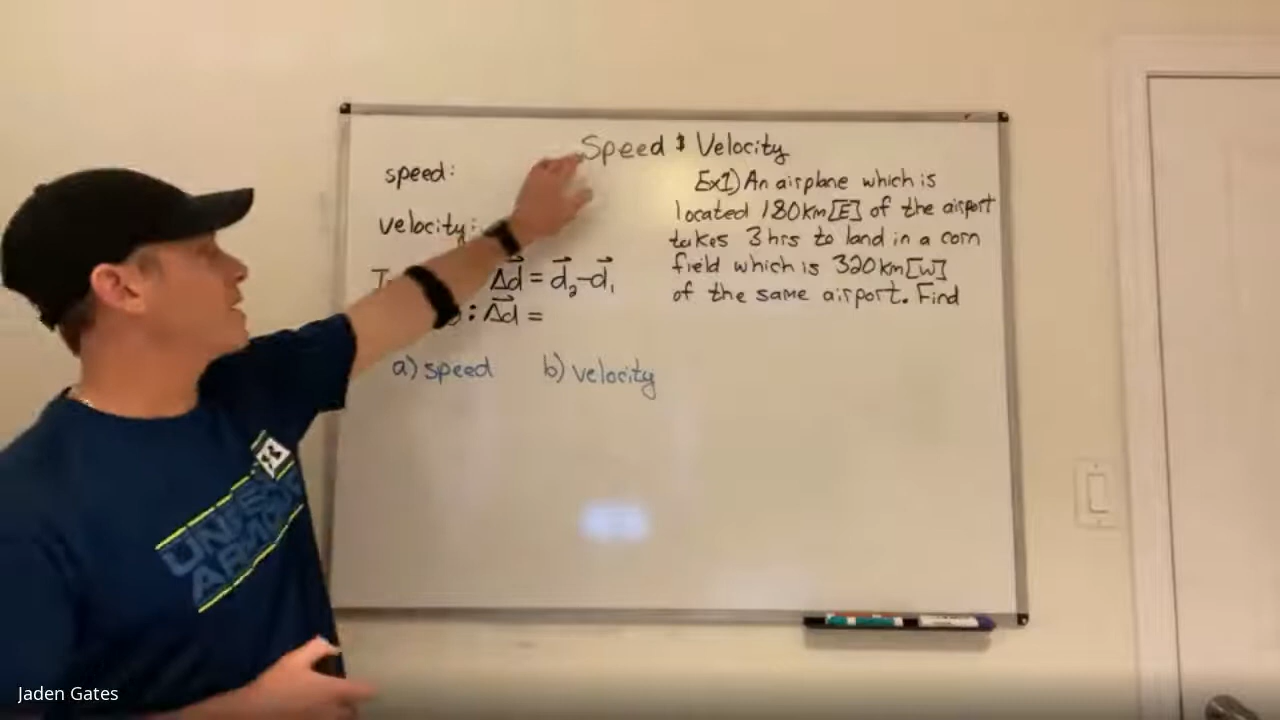 Speed & Velocity
speed:
velocity:
Δd = d₂-d₁
: Δd =
a) speed b) velocity
Ex1) An airplane which is
located 180km[E] of the airport
takes 3hrs to land in a corn
field which is 320km[W]
of the same airport. Find
UNDER
ARMOUR
Jaden Gates